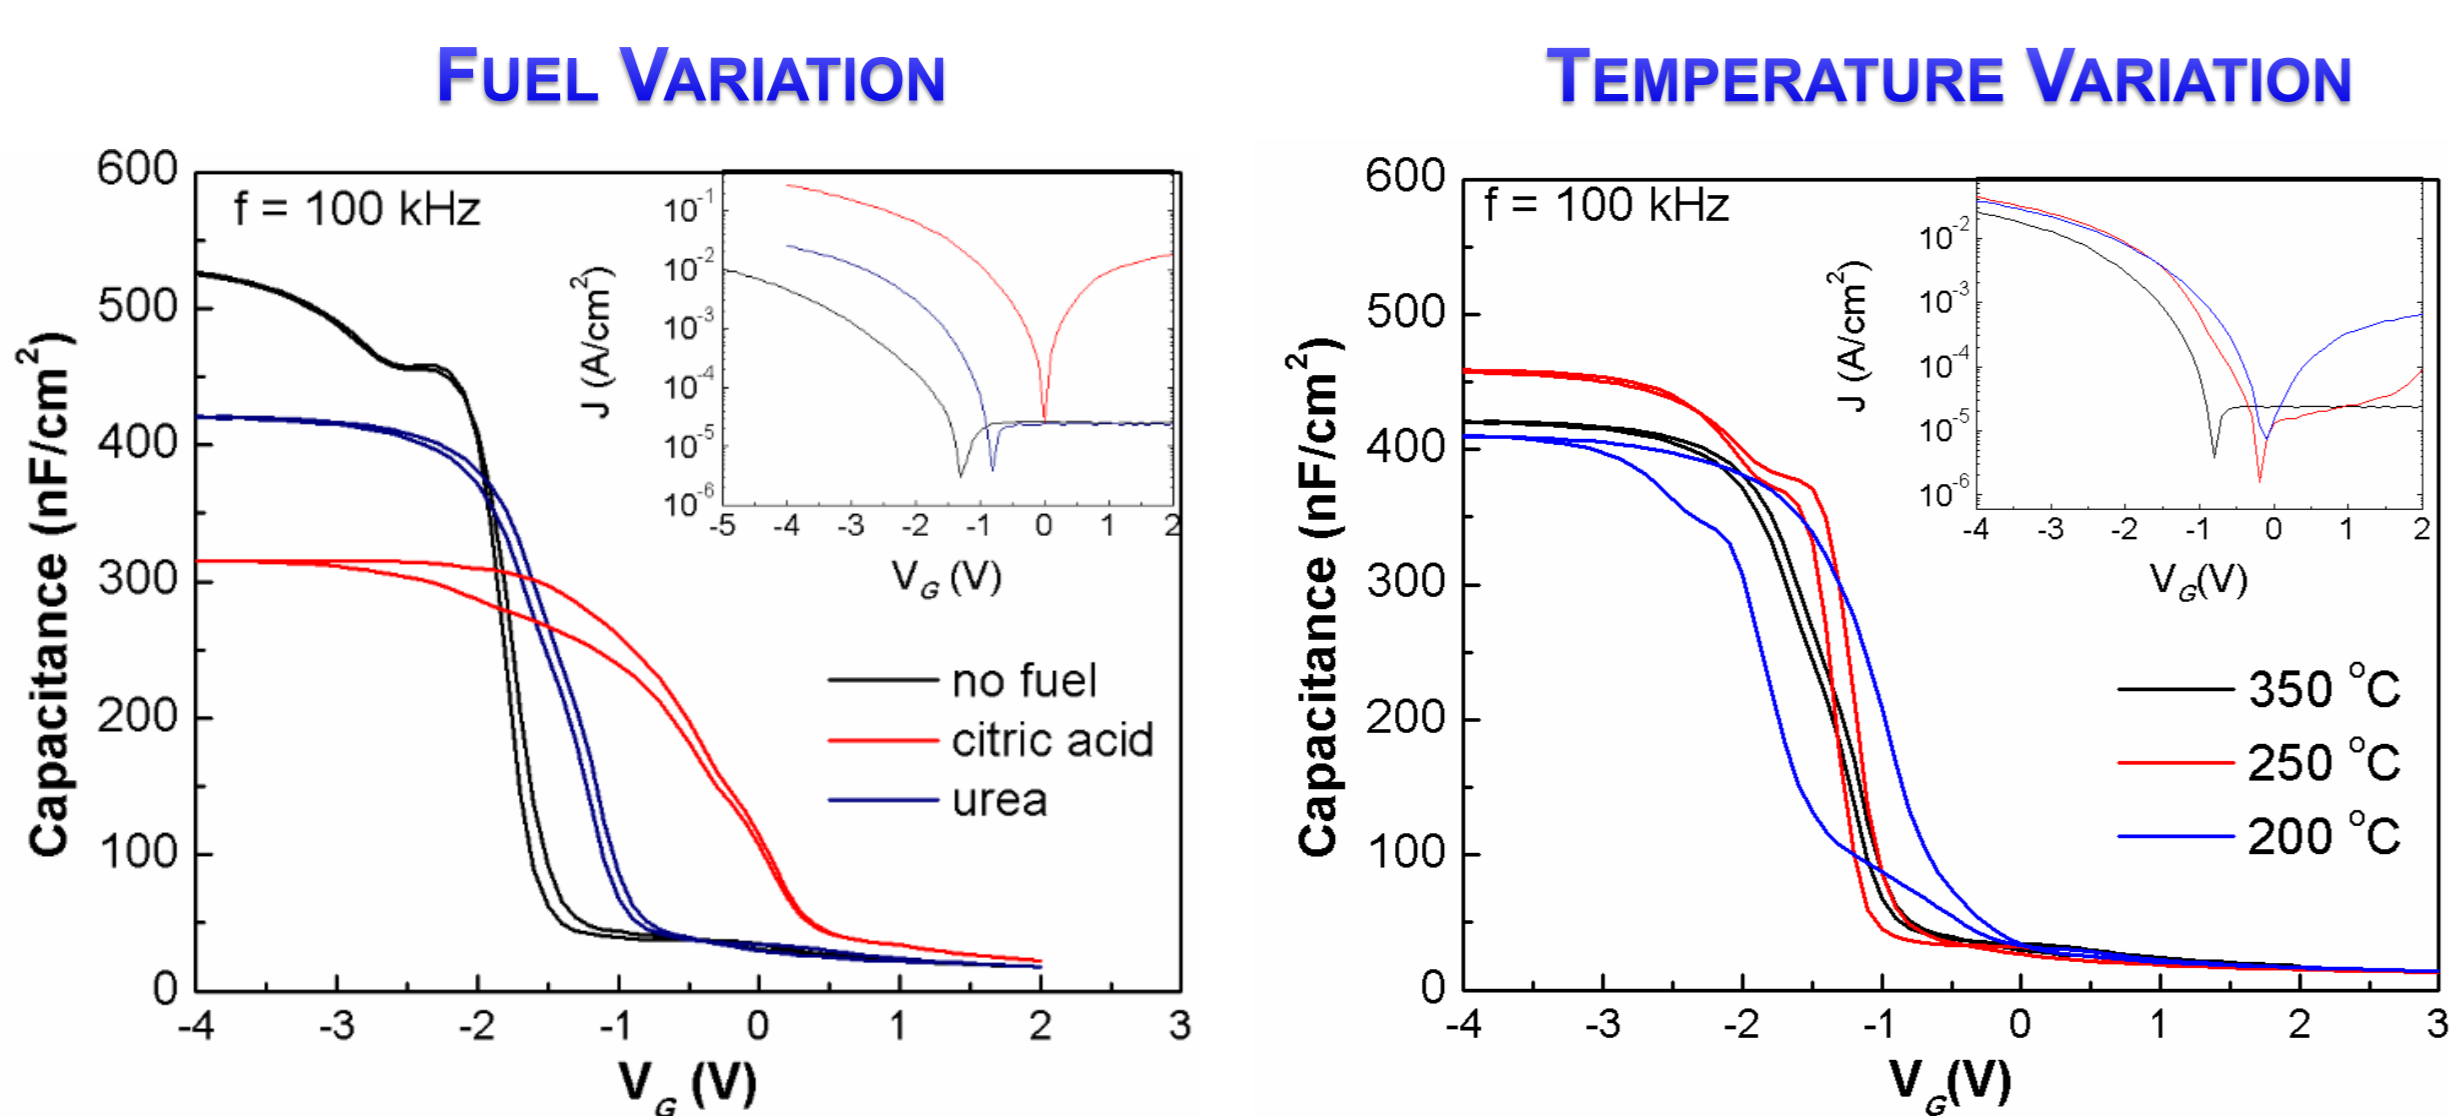 FUEL VARIATION
600
500
400
300
200
100
0
-4 -3 -2 -1 0 1 2 3
Capacitance (nF/cm²)
V_G (V)
f = 100 kHz
10⁻¹
10⁻²
10⁻³
10⁻⁴
10⁻⁵
10⁻⁶
-5 -4 -3 -2 -1 0 1 2
J (A/cm²)
V_G (V)
no fuel
citric acid
urea
TEMPERATURE VARIATION
600
500
400
300
200
100
0
-4 -3 -2 -1 0 1 2 3
Capacitance (nF/cm²)
V_G(V)
f = 100 kHz
10⁻²
10⁻³
10⁻⁴
10⁻⁵
10⁻⁶
-4 -3 -2 -1 0 1 2
J (A/cm²)
V_G(V)
350 °C
250 °C
200 °C